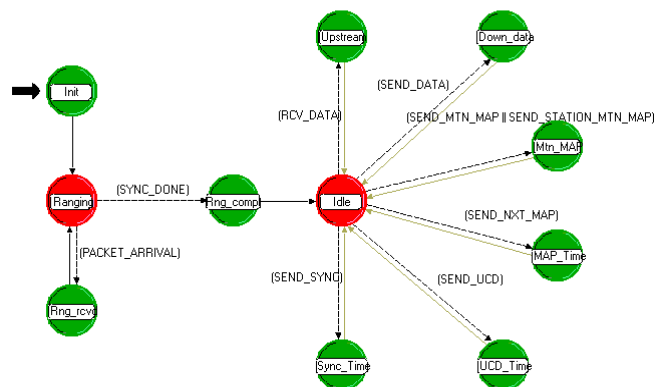 Upstream
Down_data
Init
(SEND_DATA)
(RCV_DATA)
(SEND_MTN_MAP || SEND_STATION_MTN_MAP)
Mtn_MAP
(SYNC_DONE)
Ranging
Rng_compl
Idle
(SEND_NXT_MAP)
(PACKET_ARRIVAL)
MAP_Time
(SEND_SYNC)
(SEND_UCD)
Rng_rcvd
Sync_Time
UCD_Time